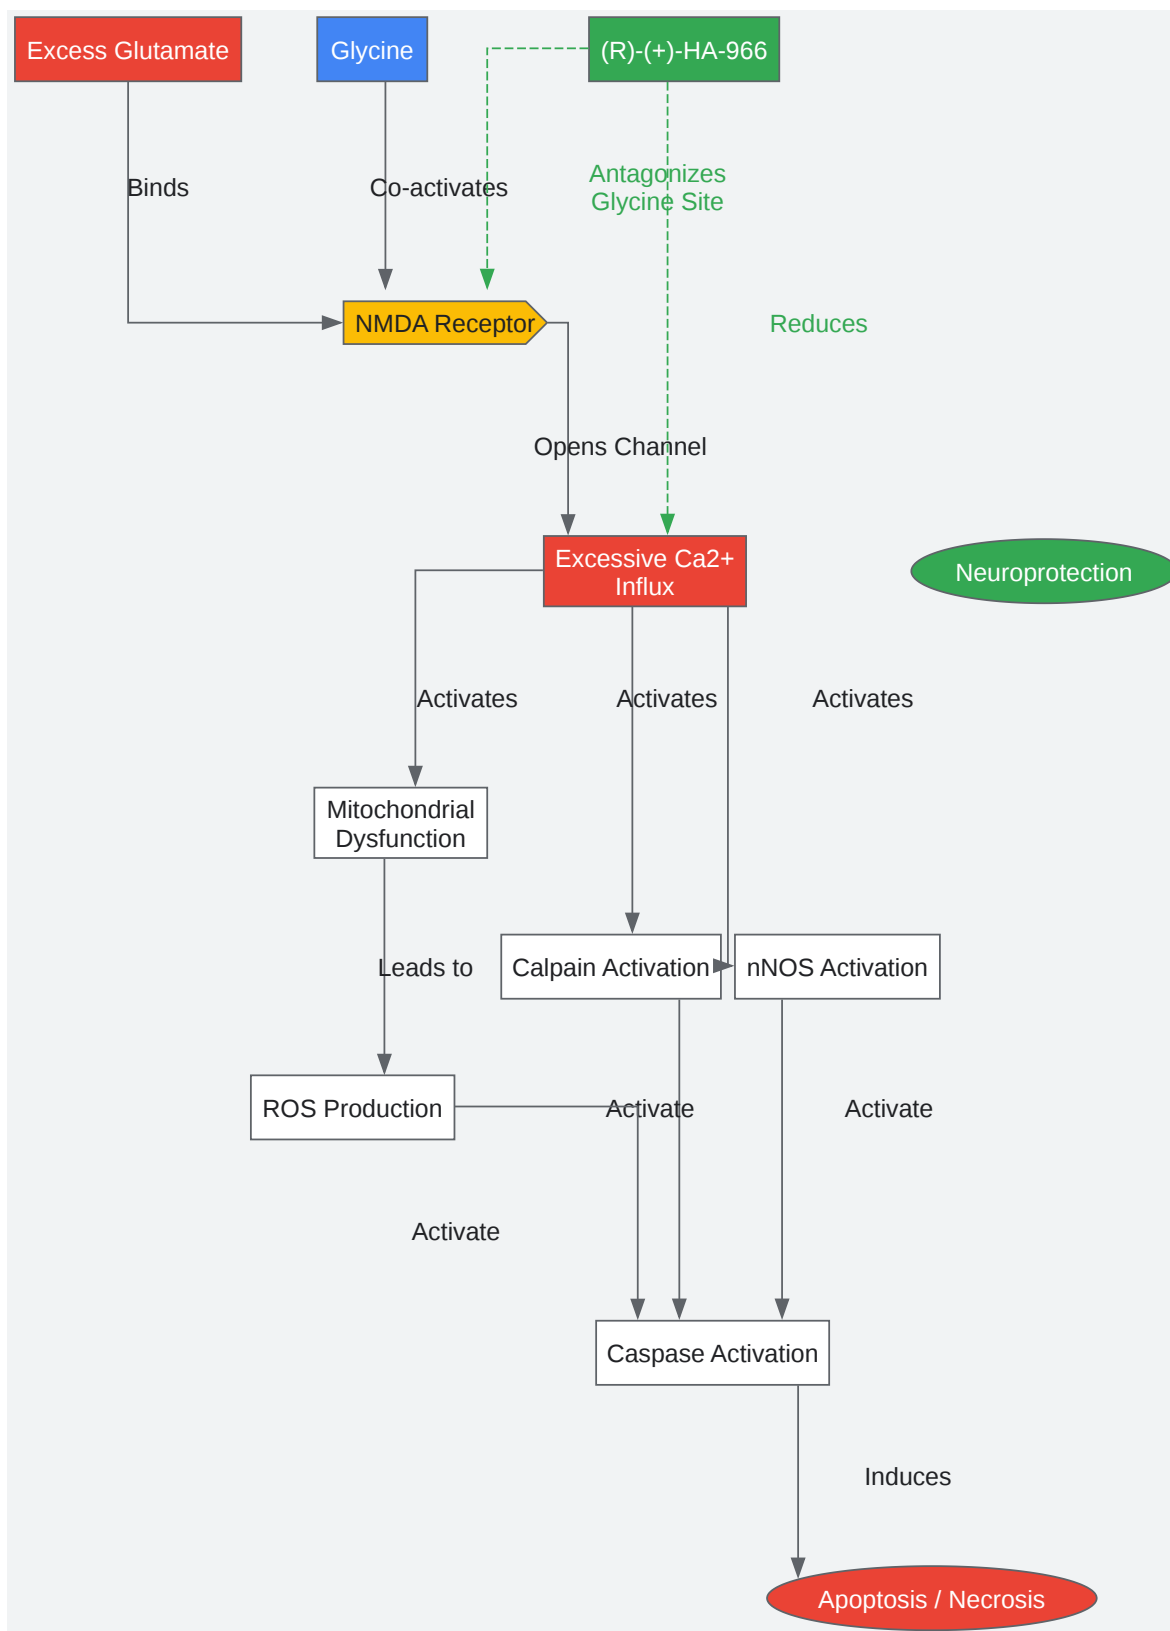 Excess Glutamate
Glycine
(R)-(+)-HA-966
Binds
Co-activates
Antagonizes
Glycine Site
NMDA Receptor
Reduces
Opens Channel
Excessive Ca2+
Influx
Neuroprotection
Activates
Activates
Activates
Mitochondrial
Dysfunction
Leads to
Calpain Activation
nNOS Activation
ROS Production
Activate
Activate
Activate
Caspase Activation
Induces
Apoptosis / Necrosis